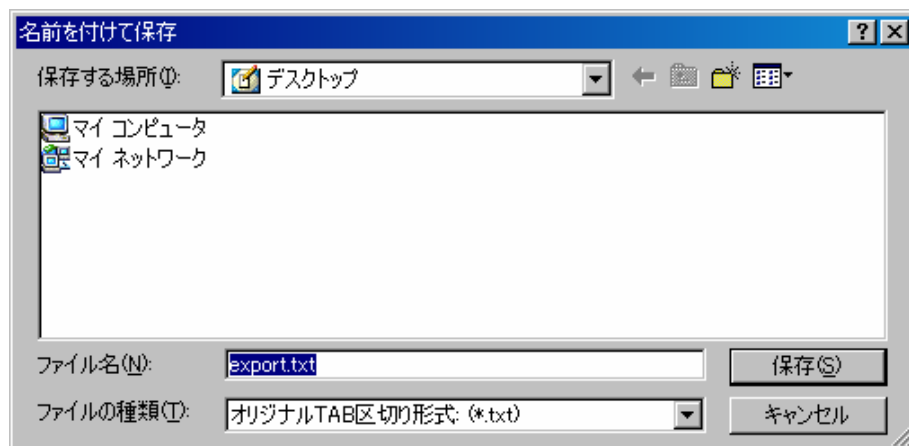 名前を付けて保存
保存する場所(I): デスクトップ
マイ コンピュータ
マイ ネットワーク
ファイル名(N): export.txt 保存(S)
ファイルの種類(T): オリジナルTAB区切り形式: (*.txt) キャンセル